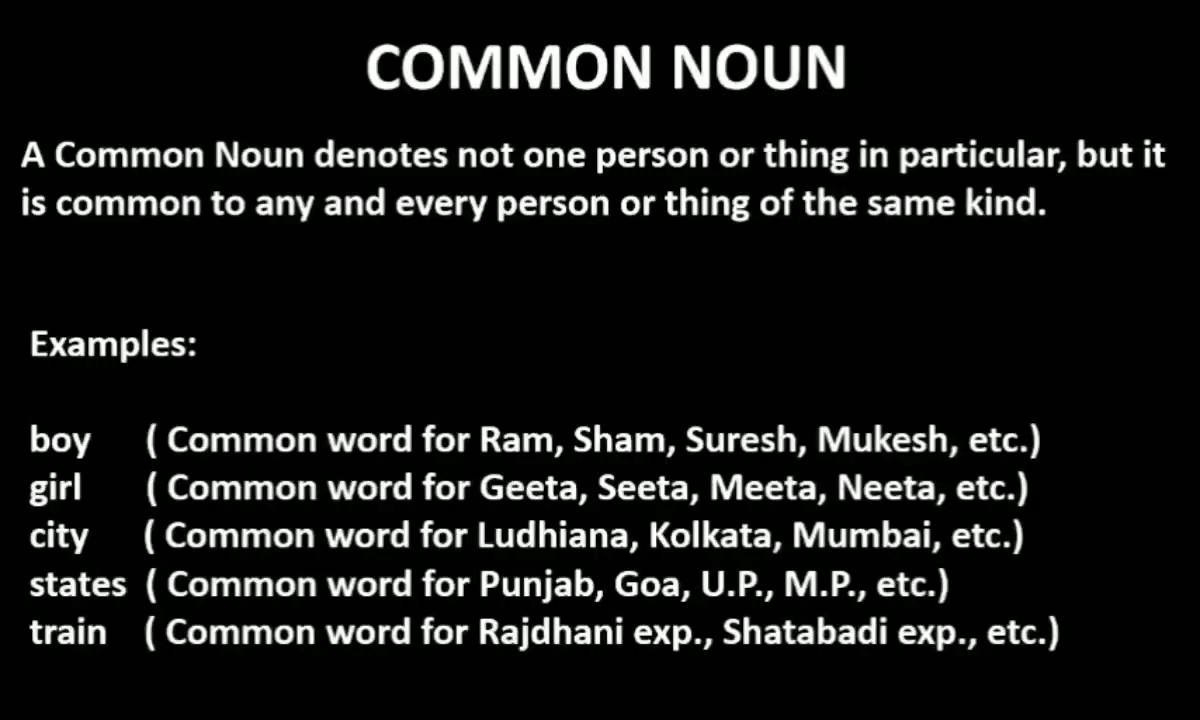 COMMON NOUN
A Common Noun denotes not one person or thing in particular, but it
is common to any and every person or thing of the same kind.
Examples:
boy ( Common word for Ram, Sham, Suresh, Mukesh, etc.)
girl ( Common word for Geeta, Seeta, Meeta, Neeta, etc.)
city ( Common word for Ludhiana, Kolkata, Mumbai, etc.)
states ( Common word for Punjab, Goa, U.P., M.P., etc.)
train ( Common word for Rajdhani exp., Shatabadi exp., etc.)